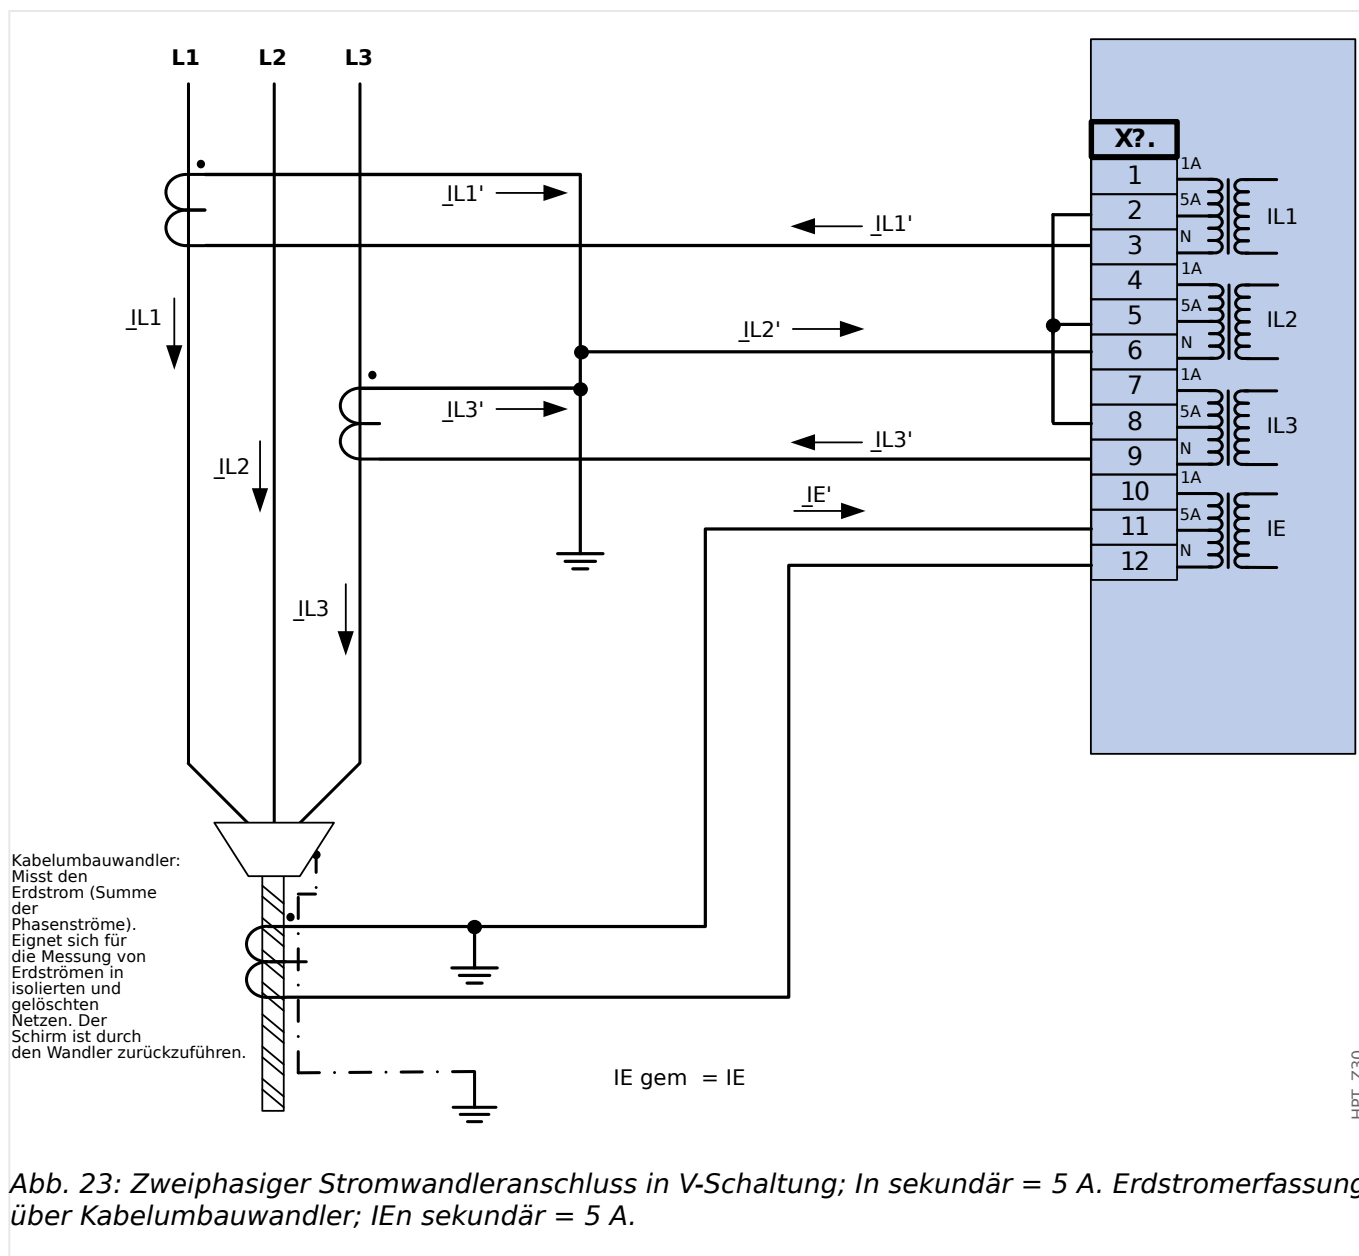 L1 L2 L3
X?.
1
2
3
4
5
6
7
8
9
10
11
12
1A
5A
N
IL1
1A
5A
N
IL2
1A
5A
N
IL3
1A
5A
N
IE
IL1'
IL1'
IL1
IL2'
IL3'
IL3'
IL2
IE'
IL3
Kabelumbauwandler:
Misst den
Erdstrom (Summe
der
Phasenströme).
Eignet sich für
die Messung von
Erdströmen in
isolierten und
gelöschten
Netzen. Der
Schirm ist durch
den Wandler zurückzuführen.
IE gem = IE
Abb. 23: Zweiphasiger Stromwandleranschluss in V-Schaltung; In sekundär = 5 A. Erdstromerfassung
über Kabelumbauwandler; IEn sekundär = 5 A.